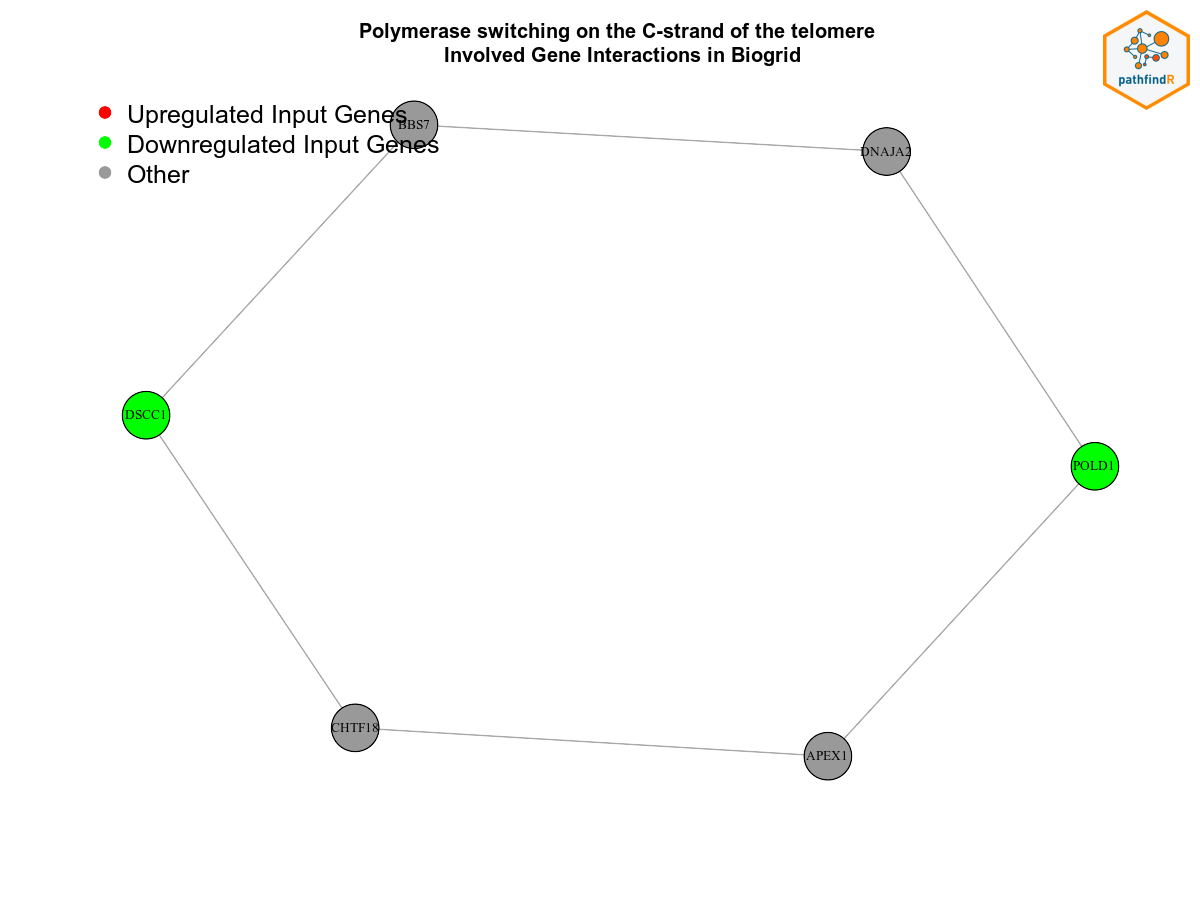 Polymerase switching on the C-strand of the telomere
Involved Gene Interactions in Biogrid
pathfindR
Upregulated Input Genes
Downregulated Input Genes
Other
BBS7
DNAJA2
DSCC1
POLD1
CHTF18
APEX1